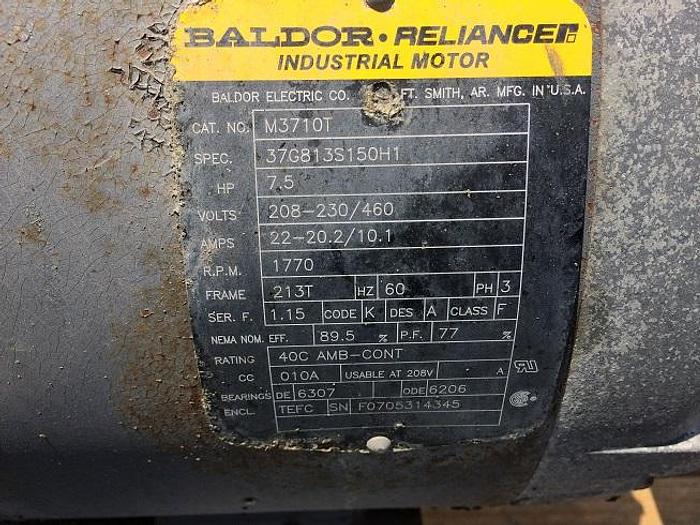 BALDOR • RELIANCER
INDUSTRIAL MOTOR
BALDOR ELECTRIC CO. FT. SMITH, AR. MFG. IN U.S.A.
CAT. NO. M3710T
SPEC. 37G813S150H1
HP 7.5
VOLTS 208-230/460
AMPS 22-20.2/10.1
R.P.M. 1770
FRAME 213T HZ 60 PH 3
SER. F. 1.15 CODE K DES A CLASS F
NEMA NOM. EFF. 89.5 % P.F. 77 %
RATING 40C AMB-CONT
CC 010A USABLE AT 208V A
BEARINGS DE 6307 ODE 6206
ENCL. TEFC SN F0705314345